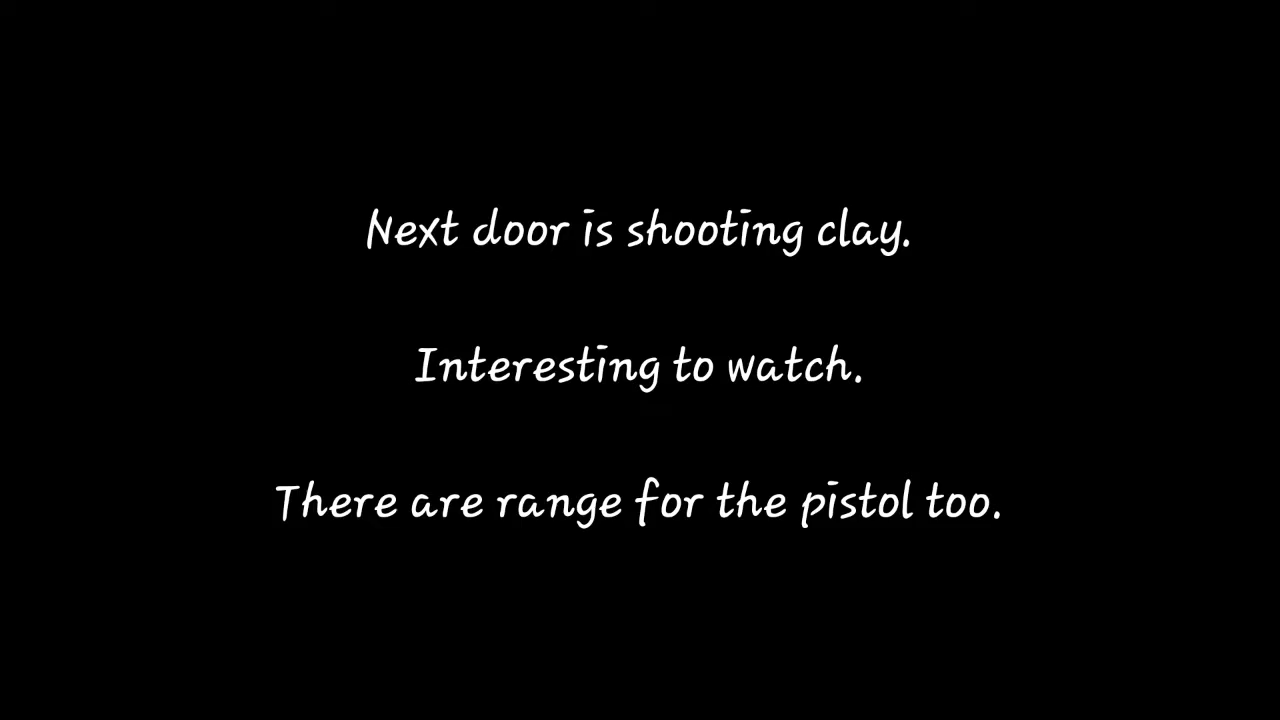 Next door is shooting clay.
Interesting to watch.
There are range for the pistol too.